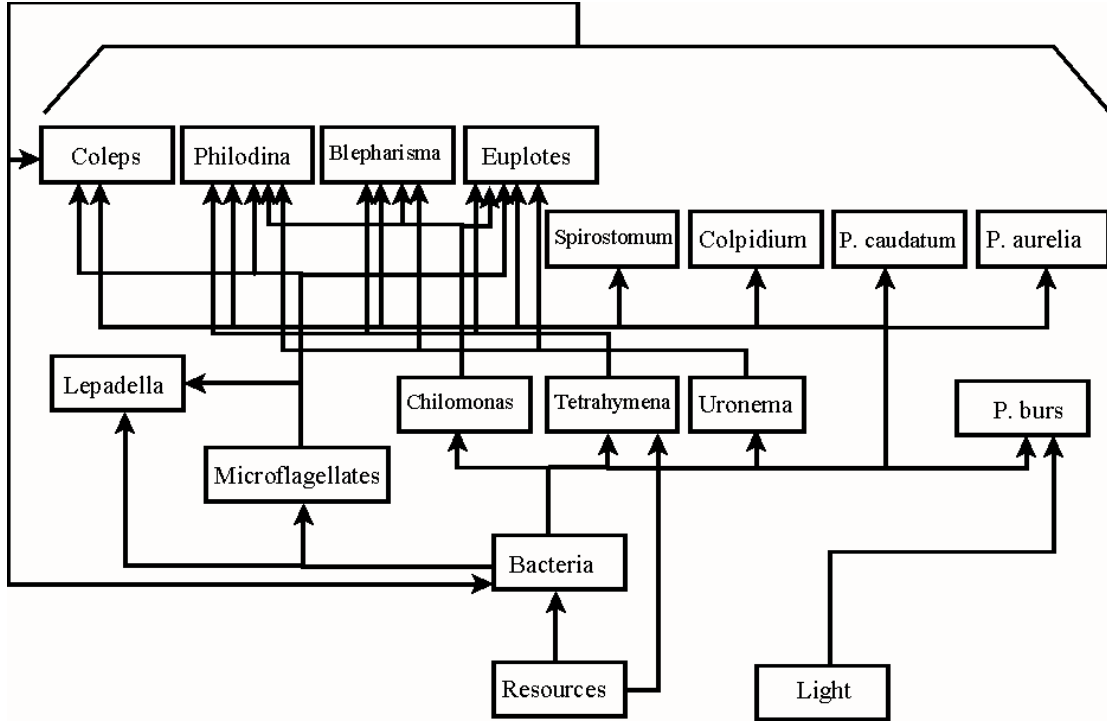 Coleps
Philodina
Blepharisma
Euplotes
Spirostomum
Colpidium
P. caudatum
P. aurelia
Lepadella
Chilomonas
Tetrahymena
Uronema
P. burs
Microflagellates
Bacteria
Resources
Light